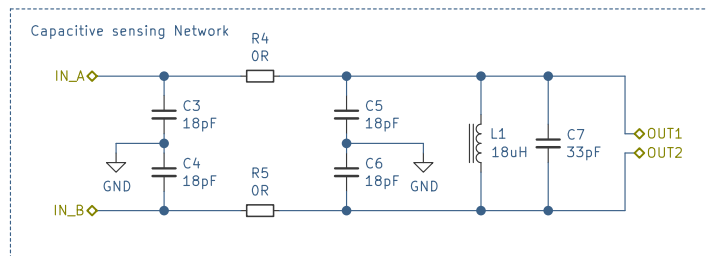 Capacitive sensing Network
R4
0R
IN_A
C3
18pF
C5
18pF
OUT1
L1
18uH
C7
33pF
OUT2
GND
C4
18pF
R5
0R
C6
18pF
GND
IN_B